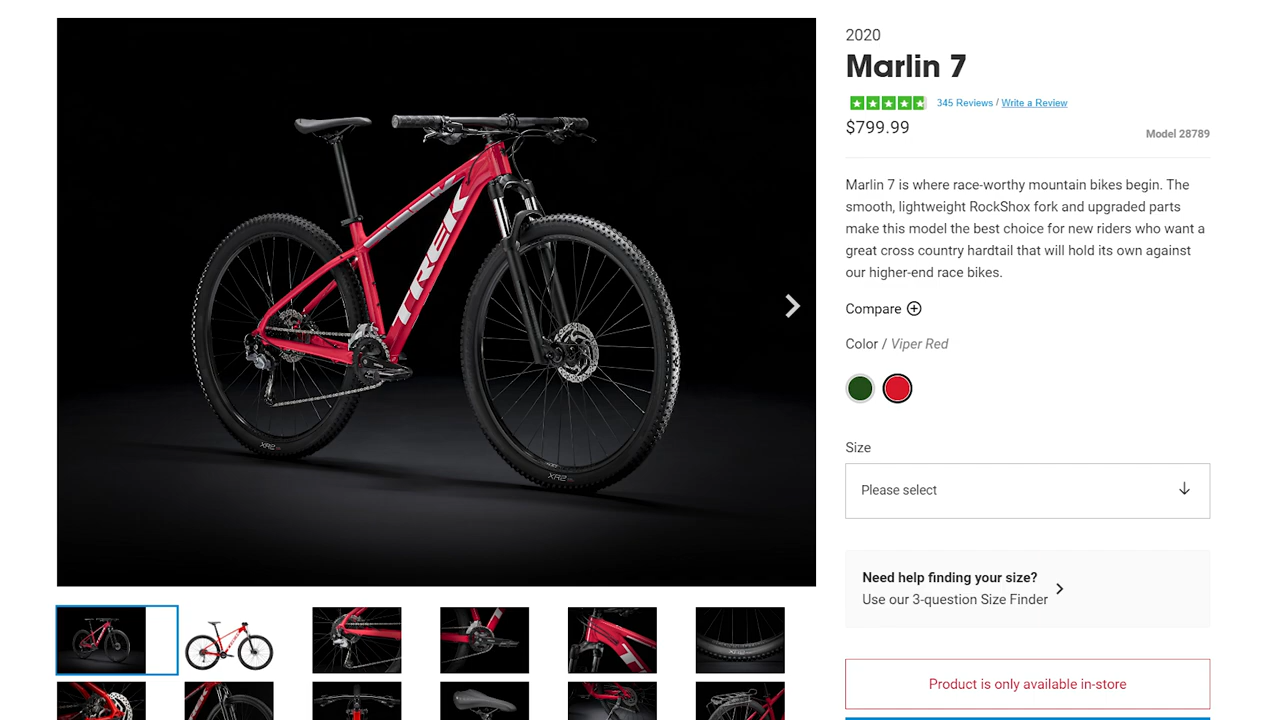 TREK
XR2
XR2
2020
Marlin 7
345 Reviews / Write a Review
$799.99
Model 28789
Marlin 7 is where race-worthy mountain bikes begin. The
smooth, lightweight RockShox fork and upgraded parts
make this model the best choice for new riders who want a
great cross country hardtail that will hold its own against
our higher-end race bikes.
Compare
Color / Viper Red
Size
Please select
Need help finding your size?
Use our 3-question Size Finder
Product is only available in-store